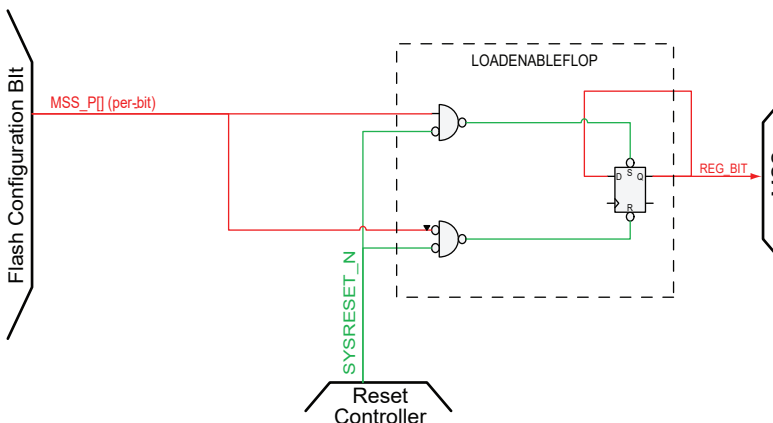 LOADENABLEFLOP
MSS_P[] (per-bit)
Flash Configuration BIt
S
D Q
R
REG_BIT
SYSRESET_N
Reset
Controller